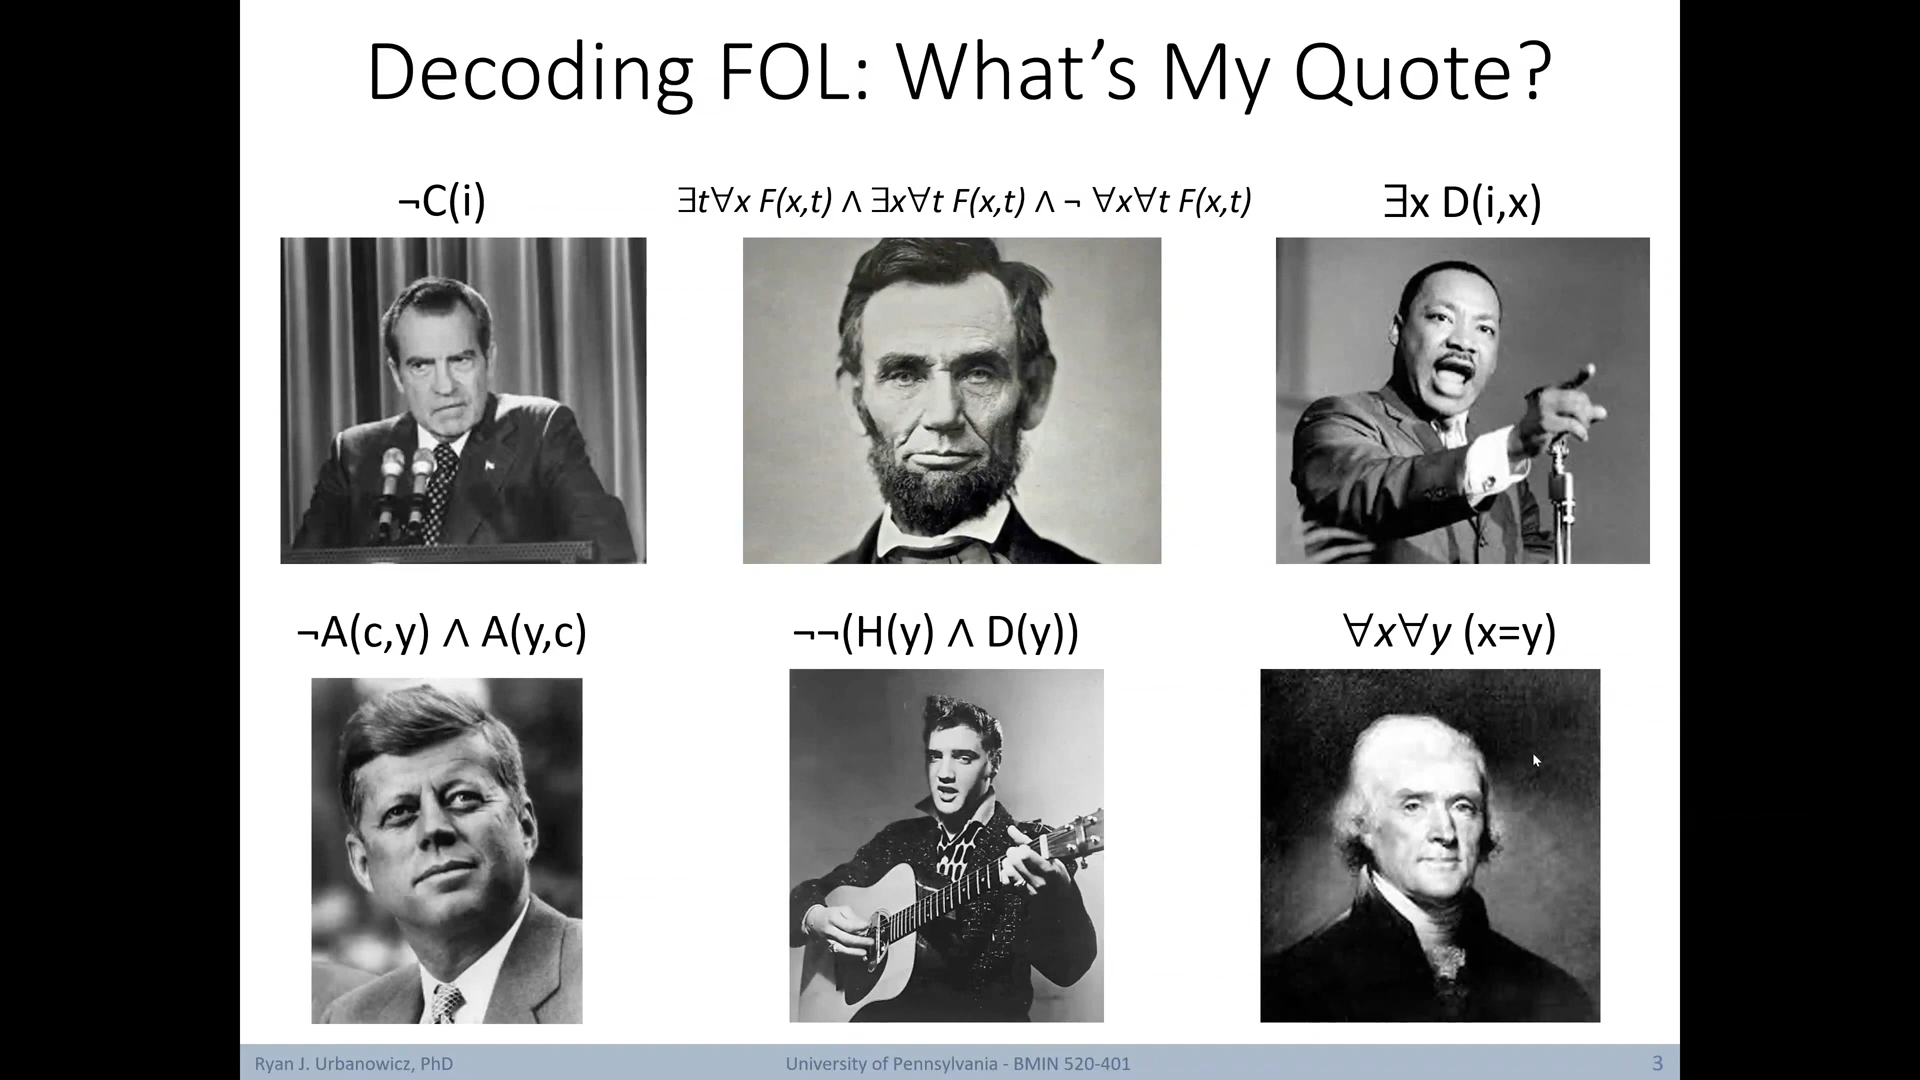 Decoding FOL: What's My Quote?
¬C(i)
∃t∀x F(x,t) ∧ ∃x∀t F(x,t) ∧ ¬ ∀x∀t F(x,t)
∃x D(i,x)
¬A(c,y) ∧ A(y,c)
¬¬(H(y) ∧ D(y))
∀x∀y (x=y)
Ryan J. Urbanowicz, PhD
University of Pennsylvania - BMIN 520-401
3